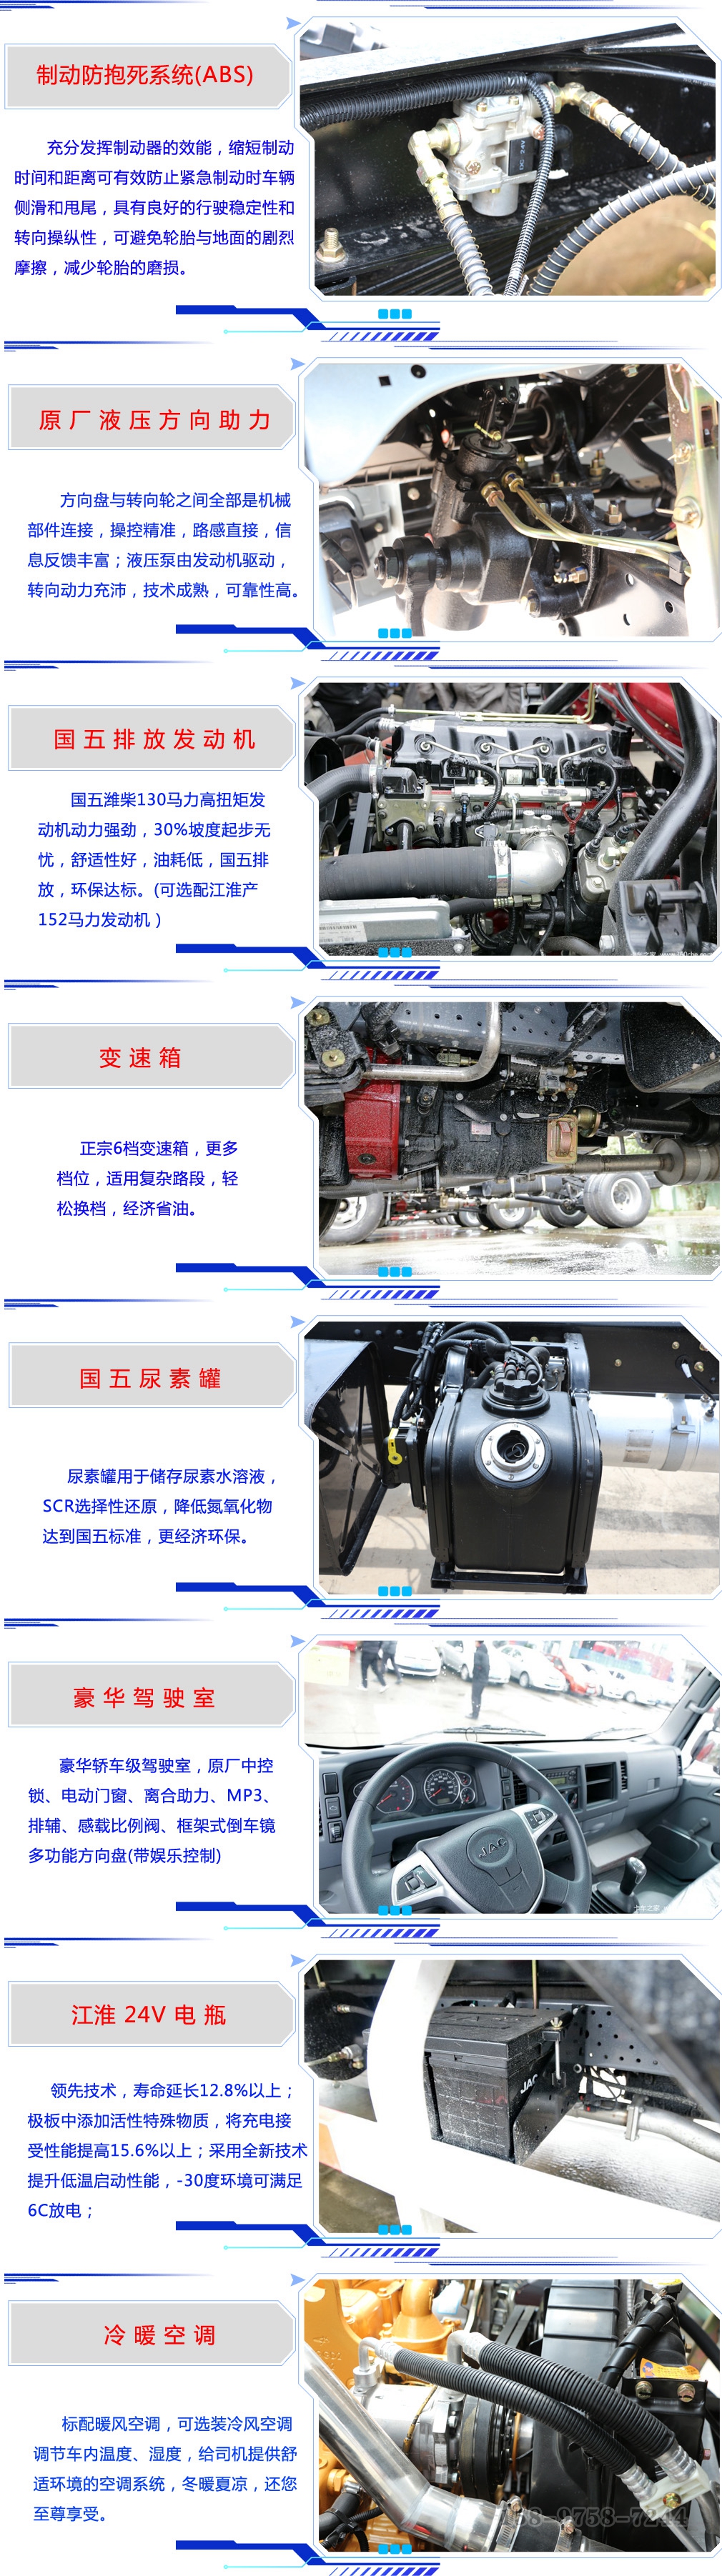 制动防抱死系统(ABS)
充分发挥制动器的效能，缩短制动
时间和距离可有效防止紧急制动时车辆
侧滑和甩尾，具有良好的行驶稳定性和
转向操纵性，可避免轮胎与地面的剧烈
摩擦，减少轮胎的磨损。
DC 24V
原厂液压方向助力
方向盘与转向轮之间全部是机械
部件连接，操控精准，路感直接，信
息反馈丰富；液压泵由发动机驱动，
转向动力充沛，技术成熟，可靠性高。
国五排放发动机
国五潍柴130马力高扭矩发
动机动力强劲，30%坡度起步无
忧，舒适性好，油耗低，国五排
放，环保达标。(可选配江淮产
152马力发动机 )
变速箱
正宗6档变速箱，更多
档位，适用复杂路段，轻
松换档，经济省油。
国五尿素罐
尿素罐用于储存尿素水溶液，
SCR选择性还原，降低氮氧化物
达到国五标准，更经济环保。
豪华驾驶室
豪华轿车级驾驶室，原厂中控
锁、电动门窗、离合助力、MP3、
排辅、感载比例阀、框架式倒车镜
多功能方向盘(带娱乐控制)
JAC
江淮 24V 电瓶
领先技术，寿命延长12.8%以上；
极板中添加活性特殊物质，将充电接
受性能提高15.6%以上；采用全新技术
提升低温启动性能，-30度环境可满足
6C放电；
JAC
冷暖空调
标配暖风空调，可选装冷风空调
调节车内温度、湿度，给司机提供舒
适环境的空调系统，冬暖夏凉，还您
至尊享受。